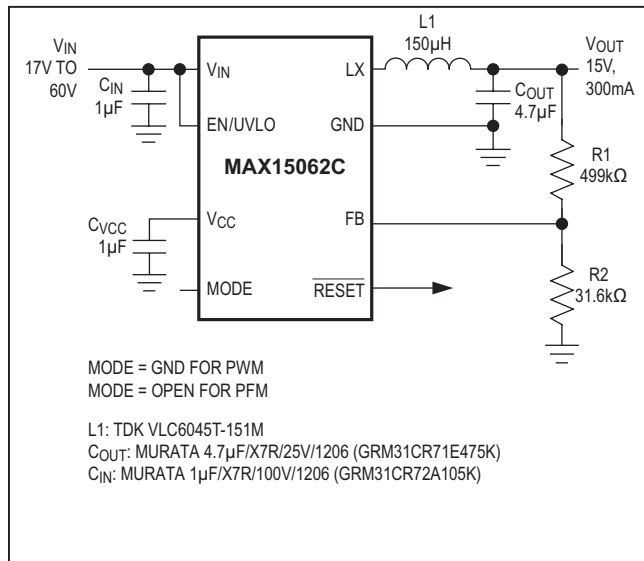 L1
150µH
VIN
17V TO
60V
CIN
1µF
VIN
LX
VOUT
15V,
300mA
COUT
4.7µF
EN/UVLO
GND
MAX15062C
R1
499kΩ
CVCC
1µF
VCC
FB
MODE
RESET
R2
31.6kΩ
MODE = GND FOR PWM
MODE = OPEN FOR PFM
L1: TDK VLC6045T-151M
COUT: MURATA 4.7µF/X7R/25V/1206 (GRM31CR71E475K)
CIN: MURATA 1µF/X7R/100V/1206 (GRM31CR72A105K)